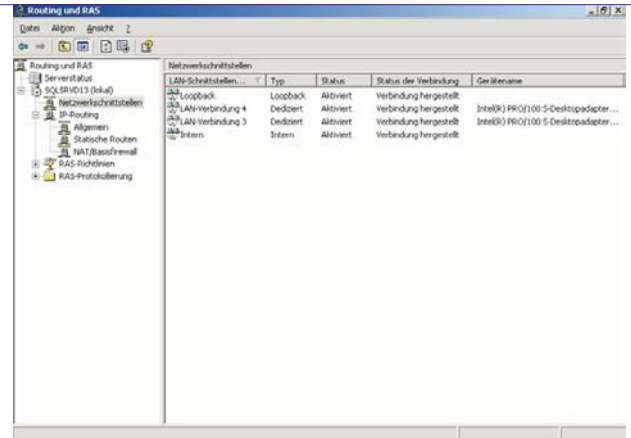 Routing und RAS
Datei Aktion Ansicht ?
Routing und RAS
Serverstatus
SQLSRVD13 (lokal)
Netzwerkschnittstellen
IP-Routing
Allgemein
Statische Routen
NAT/Basisfirewall
RAS-Richtlinien
RAS-Protokollierung
Netzwerkschnittstellen
LAN-Schnittstellen... Typ Status Status der Verbindung Gerätename
Loopback Loopback Aktiviert Verbindung hergestellt
LAN-Verbindung 4 Dediziert Aktiviert Verbindung hergestellt Intel(R) PRO/100 S-Desktopadapter...
LAN-Verbindung 3 Dediziert Aktiviert Verbindung hergestellt Intel(R) PRO/100 S-Desktopadapter...
Intern Intern Aktiviert Verbindung hergestellt